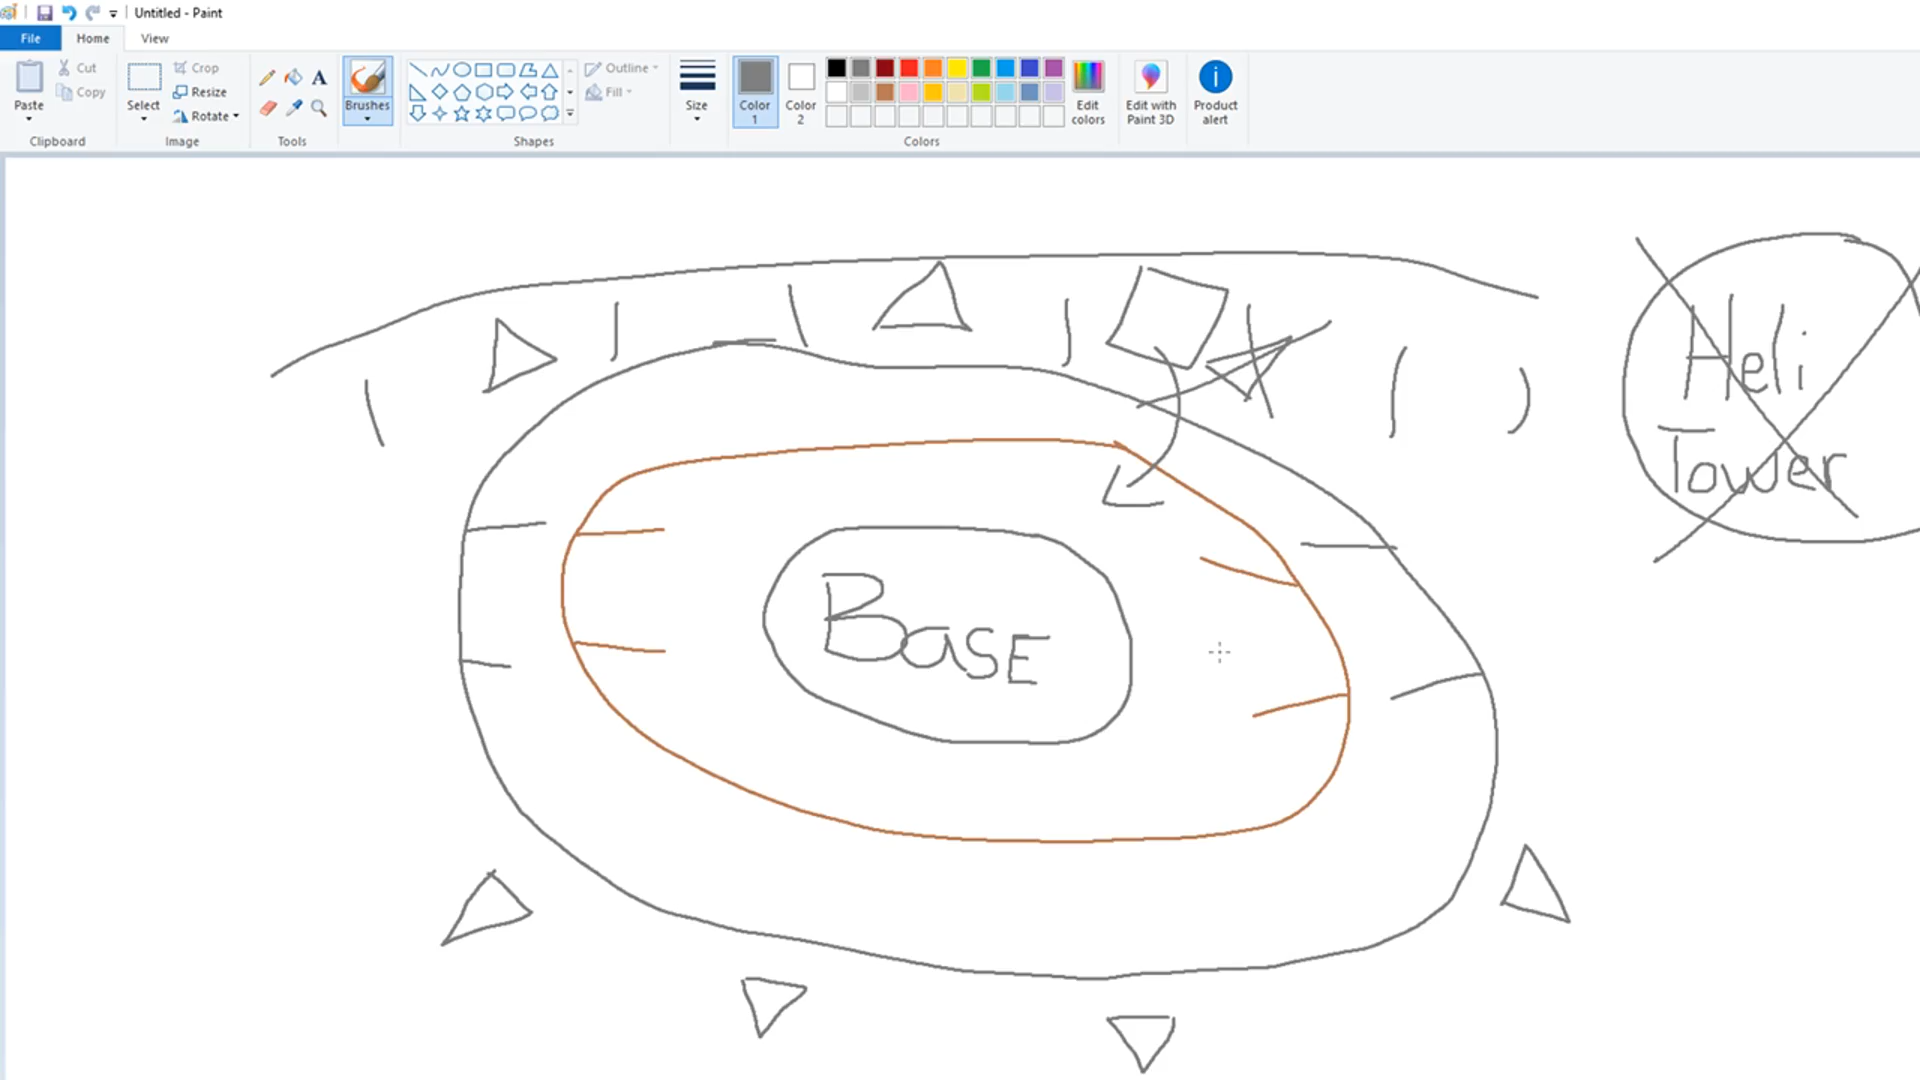 Untitled - Paint
File Home View
Paste
Cut
Copy
Clipboard
Select
Crop
Resize
Rotate
Image
A
Tools
Brushes
Shapes
Outline
Fill
Size
Color 1
Color 2
Colors
Edit colors
Edit with Paint 3D
Product alert
Heli
Tower
BasE